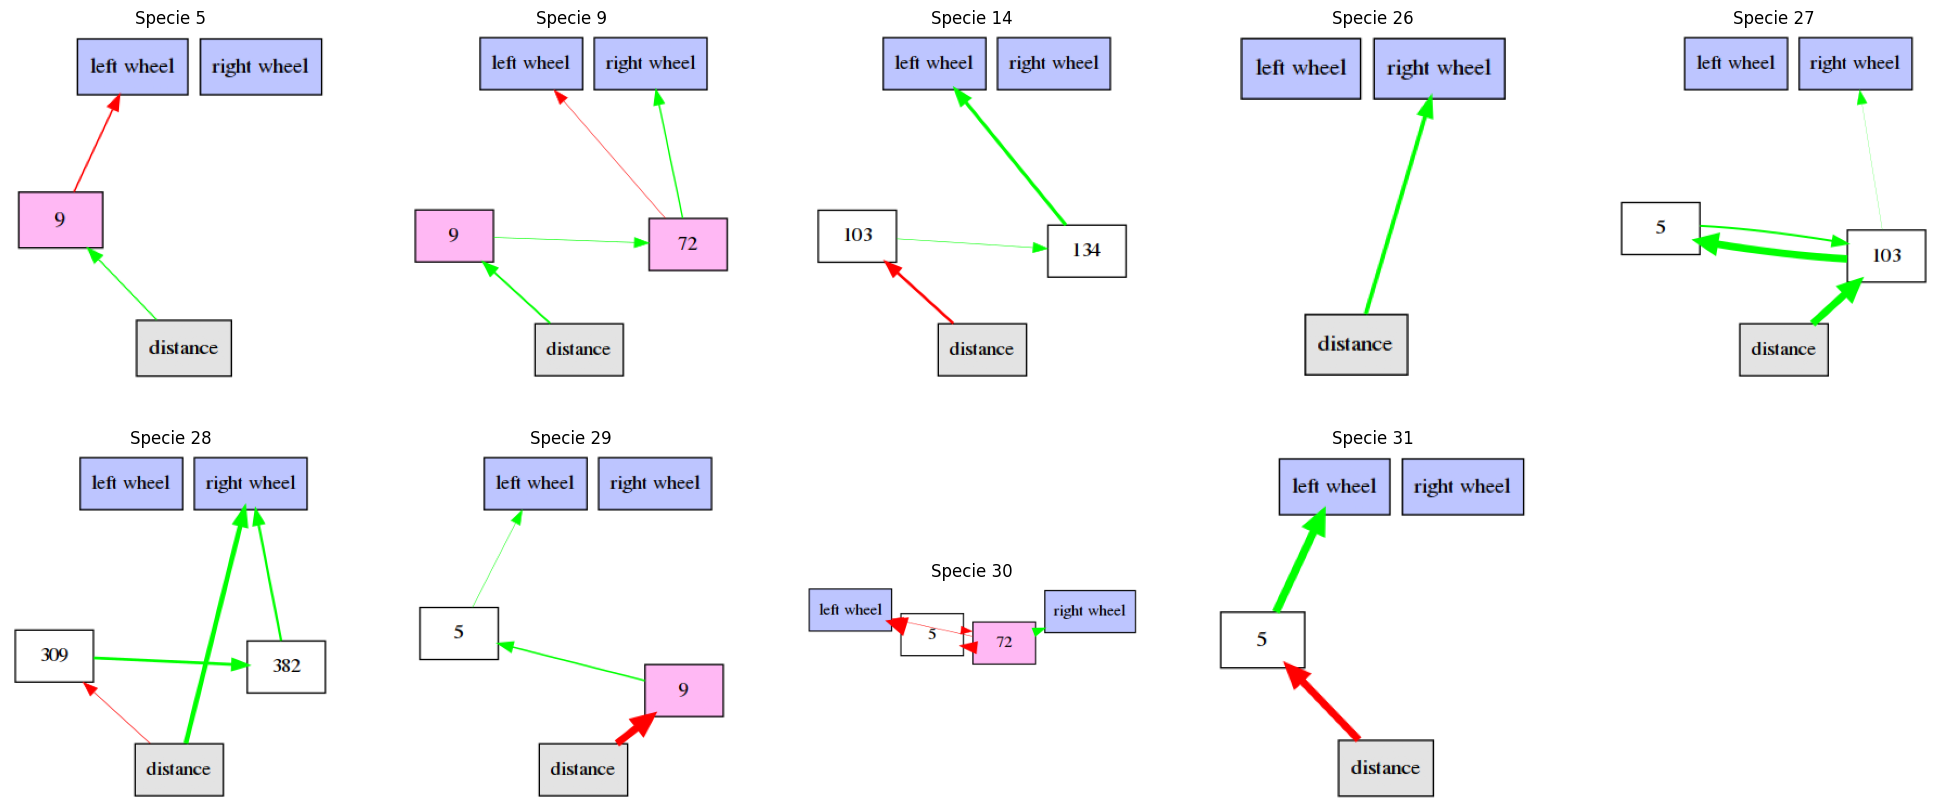 Specie 5
left wheel
right wheel
9
distance
Specie 9
left wheel
right wheel
9
72
distance
Specie 14
left wheel
right wheel
103
134
distance
Specie 26
left wheel
right wheel
distance
Specie 27
left wheel
right wheel
5
103
distance
Specie 28
left wheel
right wheel
309
382
distance
Specie 29
left wheel
right wheel
5
9
distance
Specie 30
left wheel
right wheel
5
72
Specie 31
left wheel
right wheel
5
distance